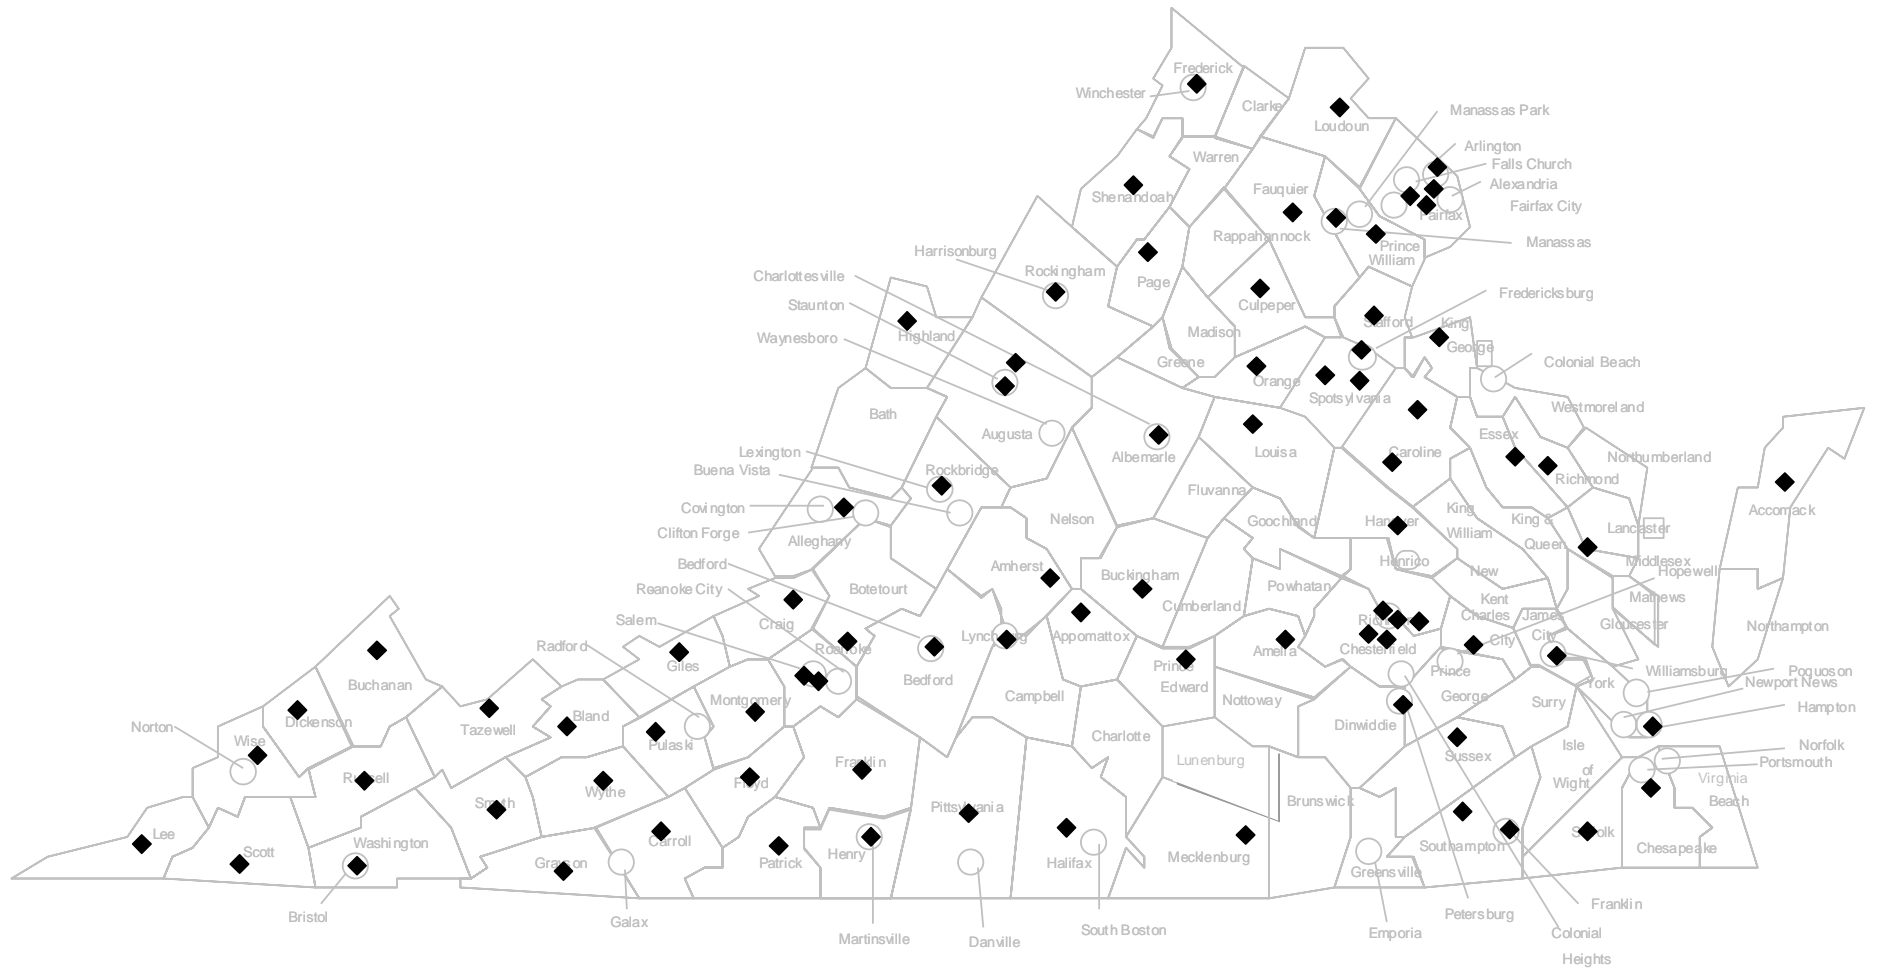 Frederick
Winchester
Clarke
Manassas Park
Loudoun
Arlington
Warren
Falls Church
Shenandoah
Fauquier
Alexandria
Fairfax City
Fairfax
Rappahannock
Manassas
Prince
William
Harrisonburg
Rockingham
Charlottesville
Page
Culpeper
Fredericksburg
Staunton
Stafford
King
George
Highland
Madison
Waynesboro
Greene
Colonial Beach
Orange
Spotsylvania
Westmoreland
Bath
Augusta
Essex
Lexington
Albemarle
Louisa
Caroline
Northumberland
Buena Vista
Rockbridge
Richmond
Fluvanna
Covington
King
King &
Accomack
Nelson
Goochland
Hanover
Lancaster
Clifton Forge
William
Queen
Alleghany
Bedford
Amherst
Henrico
Middlesex
Hopewell
New
Roanoke City
Botetourt
Buckingham
Powhatan
Kent
Mathews
Cumberland
Charles
James
Salem
Craig
City
City
Gloucester
Northampton
Radford
Roanoke
Lynchburg
Appomattox
Amelia
Chesterfield
Giles
Prince
Edward
Prince
George
Williamsburg
Poquoson
Buchanan
Bedford
York
Newport News
Montgomery
Campbell
Nottoway
Surry
Hampton
Dickenson
Bland
Tazewell
Dinwiddie
Norton
Wise
Pulaski
Charlotte
Sussex
Isle
of
Wight
Norfolk
Portsmouth
Russell
Franklin
Lunenburg
Virginia
Beach
Wythe
Floyd
Smyth
Pittsylvania
Brunswick
Lee
Washington
Carroll
Suffolk
Scott
Grayson
Patrick
Henry
Halifax
Mecklenburg
Southampton
Chesapeake
Greensville
Bristol
Galax
Martinsville
Danville
South Boston
Emporia
Petersburg
Franklin
Colonial
Heights